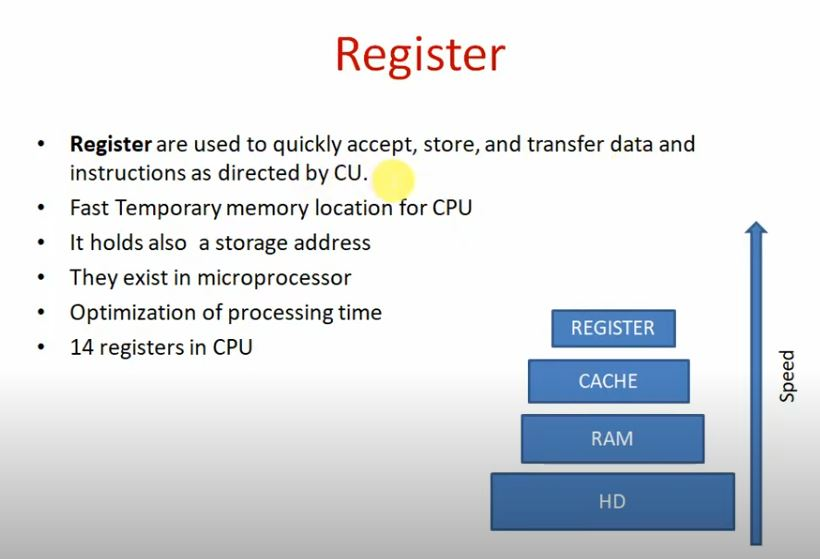 Register
• Register are used to quickly accept, store, and transfer data and
instructions as directed by CU.
• Fast Temporary memory location for CPU
• It holds also a storage address
• They exist in microprocessor
• Optimization of processing time
• 14 registers in CPU
REGISTER
CACHE
RAM
HD
Speed